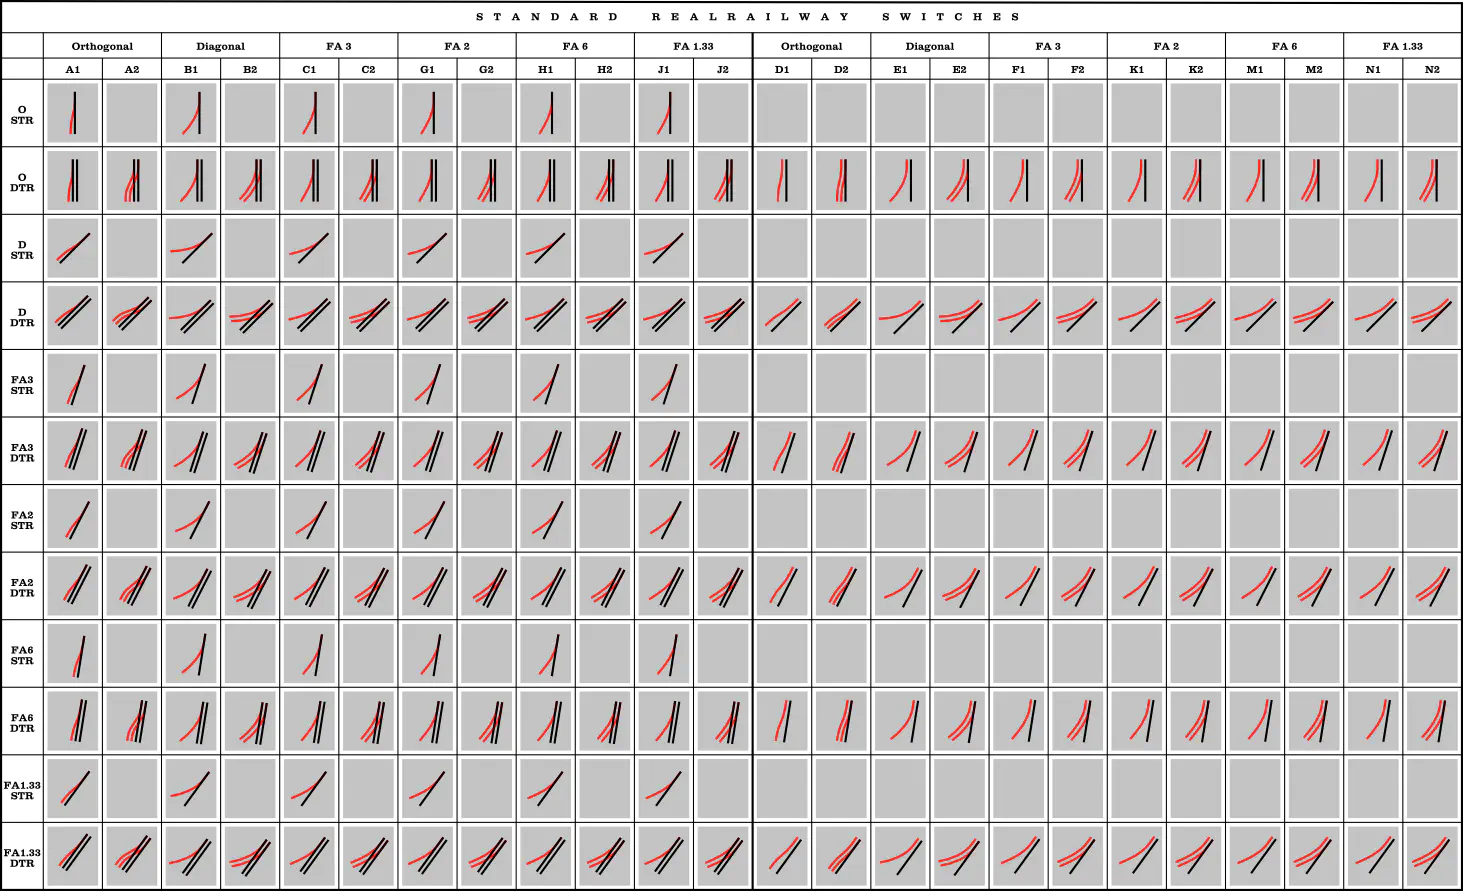 STANDARD REALRAILWAY SWITCHES
Orthogonal Diagonal FA 3 FA 2 FA 6 FA 1.33 Orthogonal Diagonal FA 3 FA 2 FA 6 FA 1.33
A1 A2 B1 B2 C1 C2 G1 G2 H1 H2 J1 J2 D1 D2 E1 E2 F1 F2 K1 K2 M1 M2 N1 N2
O
STR
O
DTR
D
STR
D
DTR
FA3
STR
FA3
DTR
FA2
STR
FA2
DTR
FA6
STR
FA6
DTR
FA1.33
STR
FA1.33
DTR